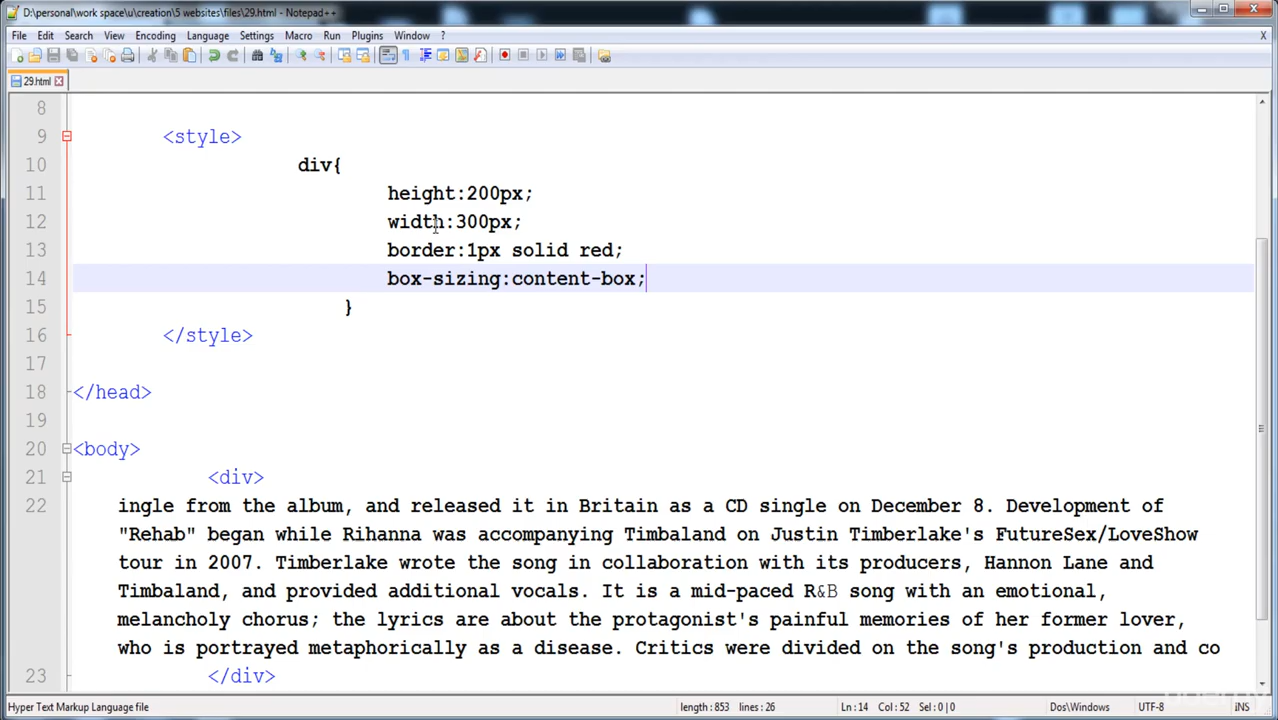 D:\personal\work space\u\creation\5 websites\files\29.html - Notepad++
File Edit Search View Encoding Language Settings Macro Run Plugins Window ? X
29.html
8
9 <style>
10 div{
11 height:200px;
12 width:300px;
13 border:1px solid red;
14 box-sizing:content-box;
15 }
16 </style>
17
18 </head>
19
20 <body>
21 <div>
22 ingle from the album, and released it in Britain as a CD single on December 8. Development of
"Rehab" began while Rihanna was accompanying Timbaland on Justin Timberlake's FutureSex/LoveShow
tour in 2007. Timberlake wrote the song in collaboration with its producers, Hannon Lane and
Timbaland, and provided additional vocals. It is a mid-paced R&B song with an emotional,
melancholy chorus; the lyrics are about the protagonist's painful memories of her former lover,
who is portrayed metaphorically as a disease. Critics were divided on the song's production and co
23 </div>
Hyper Text Markup Language file length : 853 lines : 26 Ln : 14 Col : 52 Sel : 0 | 0 Dos\Windows UTF-8 INS